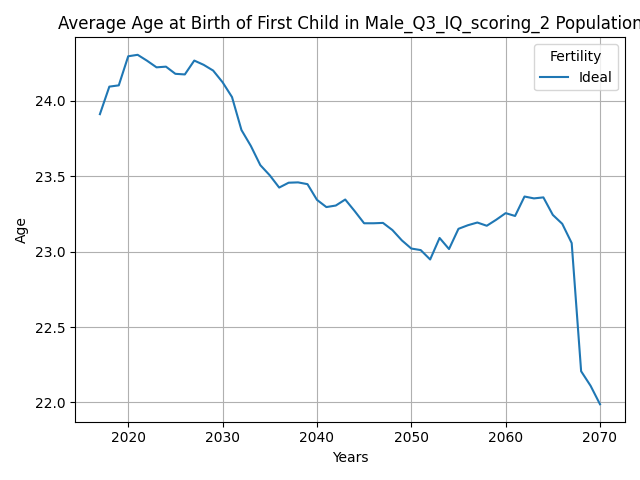 Average Age at Birth of First Child in Male_Q3_IQ_scoring_2 Population
Fertility
Ideal
24.0
23.5
23.0
22.5
22.0
Age
2020 2030 2040 2050 2060 2070
Years